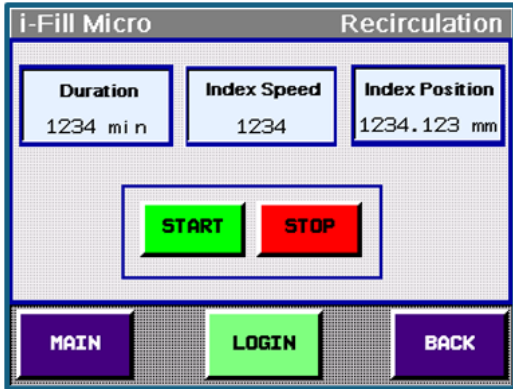 i-Fill Micro Recirculation
Duration Index Speed Index Position
1234 min 1234 1234.123 mm
START STOP
MAIN LOGIN BACK